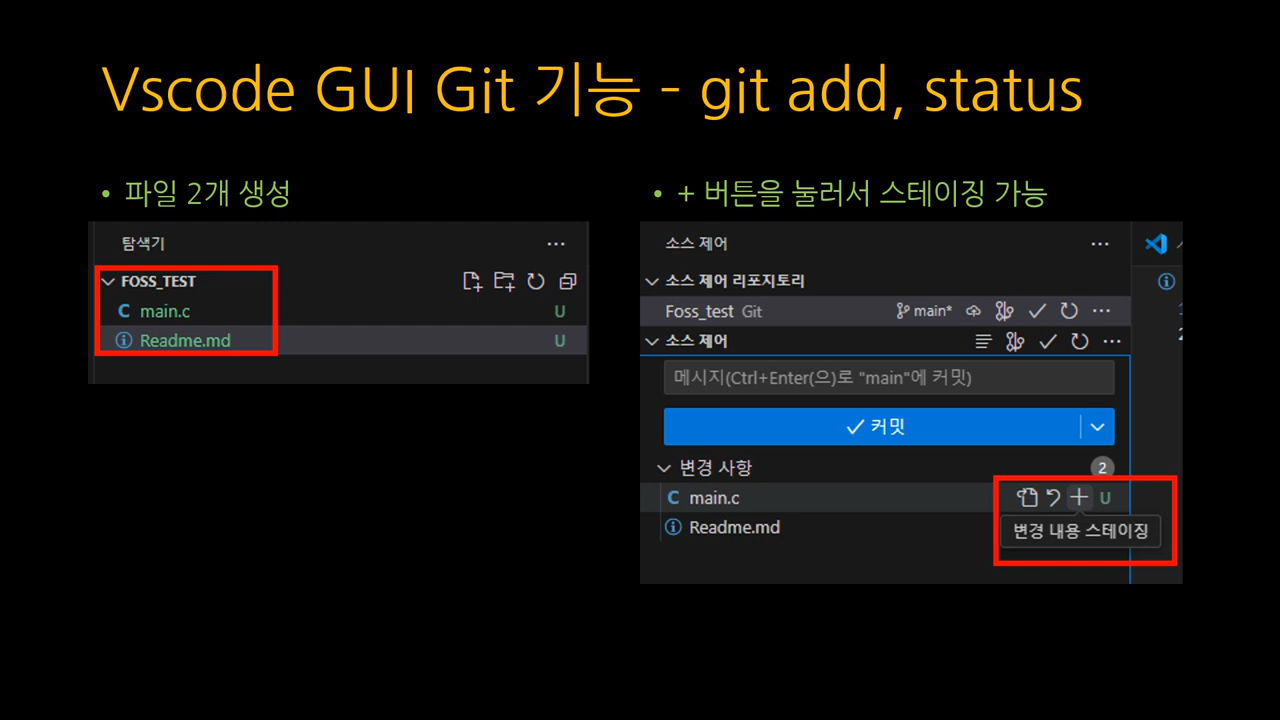 Vscode GUI Git 기능 - git add, status
• 파일 2개 생성
탐색기
FOSS_TEST
C main.c U
Readme.md U
• + 버튼을 눌러서 스테이징 가능
소스 제어
소스 제어 리포지토리
Foss_test Git main*
소스 제어
메시지(Ctrl+Enter(으)로 "main"에 커밋)
커밋
변경 사항 2
C main.c U
변경 내용 스테이징
Readme.md